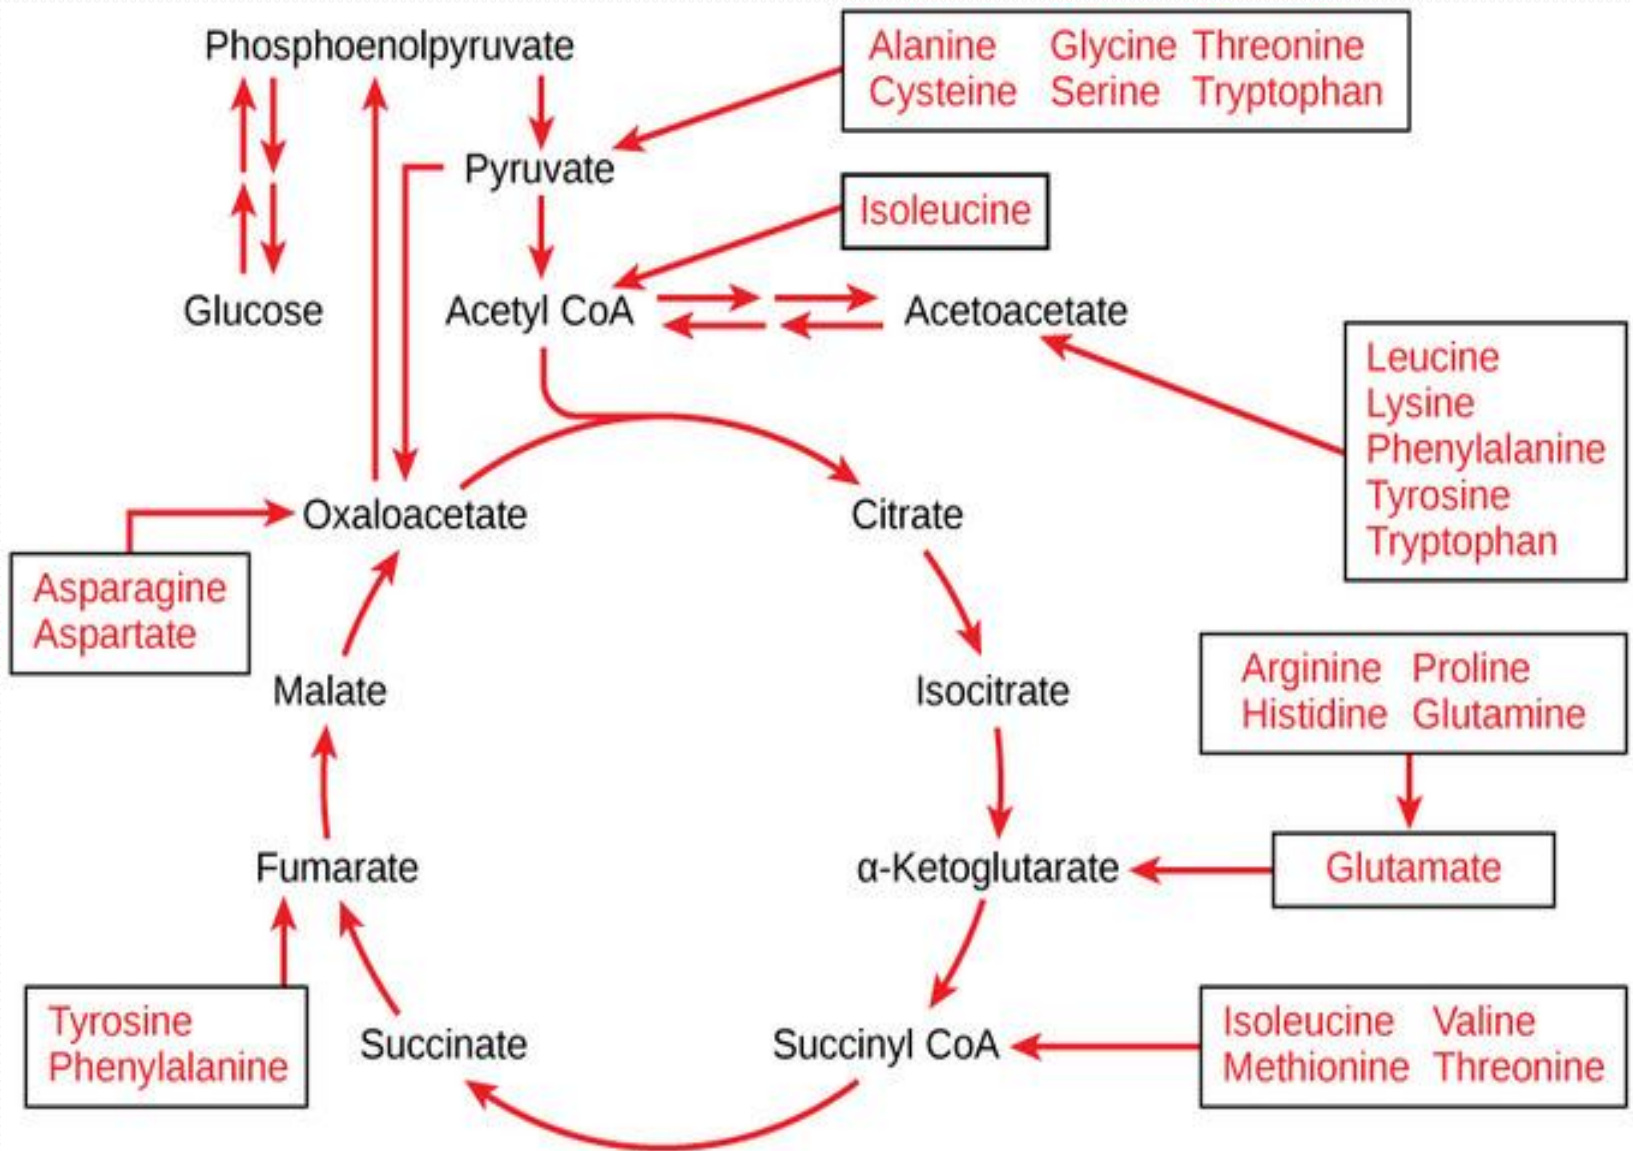 Phosphoenolpyruvate
Alanine Glycine Threonine
Cysteine Serine Tryptophan
Pyruvate
Isoleucine
Glucose
Acetyl CoA
Acetoacetate
Leucine
Lysine
Phenylalanine
Tyrosine
Tryptophan
Oxaloacetate
Citrate
Asparagine
Aspartate
Malate
Isocitrate
Arginine Proline
Histidine Glutamine
Fumarate
α-Ketoglutarate
Glutamate
Tyrosine
Phenylalanine
Succinate
Succinyl CoA
Isoleucine Valine
Methionine Threonine